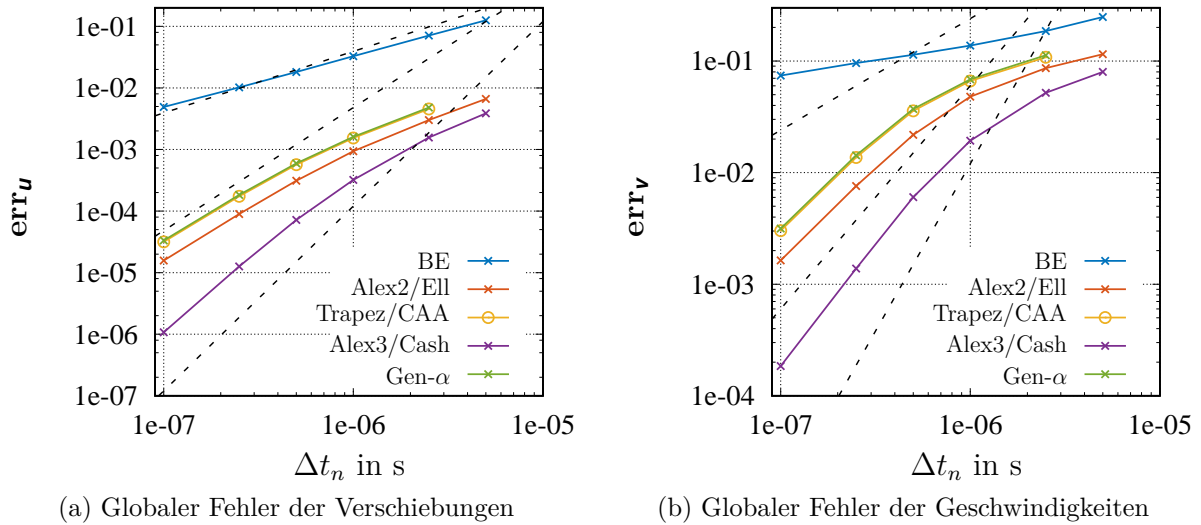 err_u
1e-01
1e-02
1e-03
1e-04
1e-05
1e-06
1e-07
BE
Alex2/Ell
Trapez/CAA
Alex3/Cash
Gen-α
1e-07 1e-06 1e-05
Δt_n in s
(a) Globaler Fehler der Verschiebungen
err_v
1e-01
1e-02
1e-03
1e-04
BE
Alex2/Ell
Trapez/CAA
Alex3/Cash
Gen-α
1e-07 1e-06 1e-05
Δt_n in s
(b) Globaler Fehler der Geschwindigkeiten